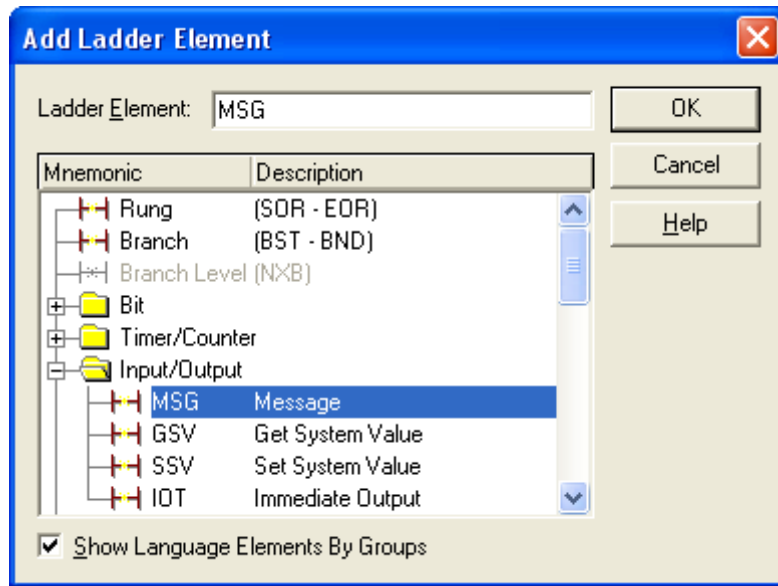 Add Ladder Element
Ladder Element: MSG
OK
Cancel
Help
Mnemonic Description
Rung (SOR - EOR)
Branch (BST - BND)
Branch Level (NXB)
Bit
Timer/Counter
Input/Output
MSG Message
GSV Get System Value
SSV Set System Value
IOT Immediate Output
Show Language Elements By Groups